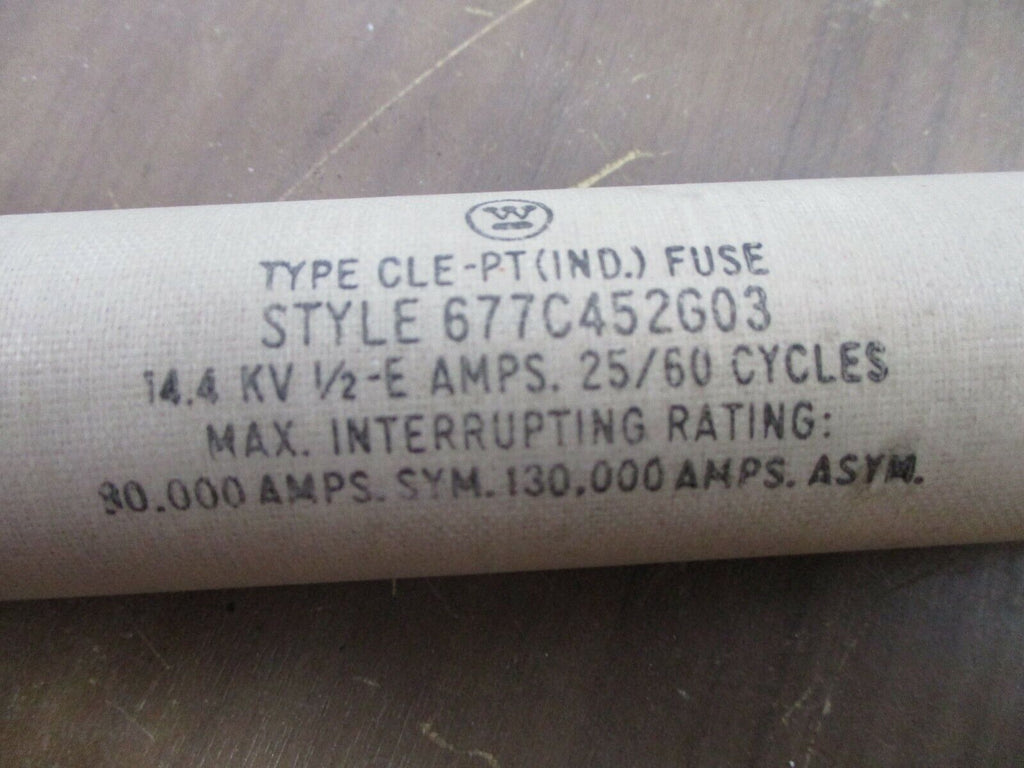 W
TYPE CLE-PT(IND.) FUSE
STYLE 677C452G03
14.4 KV 1/2-E AMPS. 25/60 CYCLES
MAX. INTERRUPTING RATING:
80.000 AMPS. SYM. 130,000 AMPS. ASYM.